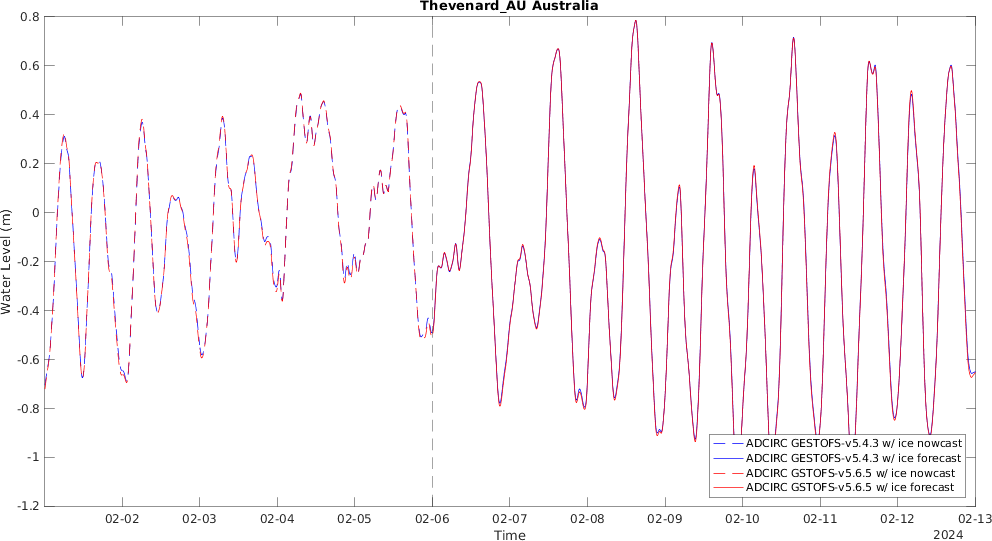 Thevenard_AU Australia
0.8
0.6
0.4
0.2
0
-0.2
-0.4
-0.6
-0.8
-1
-1.2
Water Level (m)
ADCIRC GESTOFS-v5.4.3 w/ ice nowcast
ADCIRC GESTOFS-v5.4.3 w/ ice forecast
ADCIRC GSTOFS-v5.6.5 w/ ice nowcast
ADCIRC GSTOFS-v5.6.5 w/ ice forecast
02-02 02-03 02-04 02-05 02-06 02-07 02-08 02-09 02-10 02-11 02-12 02-13
Time 2024